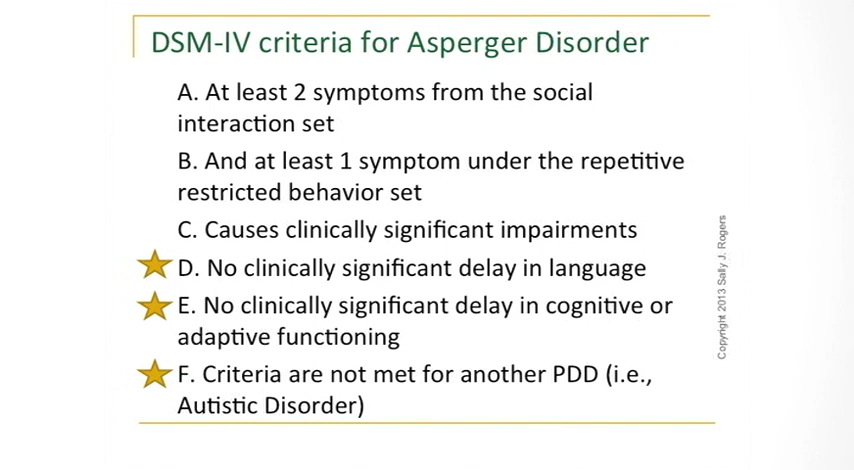 DSM-IV criteria for Asperger Disorder
A. At least 2 symptoms from the social
interaction set
B. And at least 1 symptom under the repetitive
restricted behavior set
C. Causes clinically significant impairments
D. No clinically significant delay in language
E. No clinically significant delay in cognitive or
adaptive functioning
F. Criteria are not met for another PDD (i.e.,
Autistic Disorder)
Copyright 2013 Sally J. Rogers